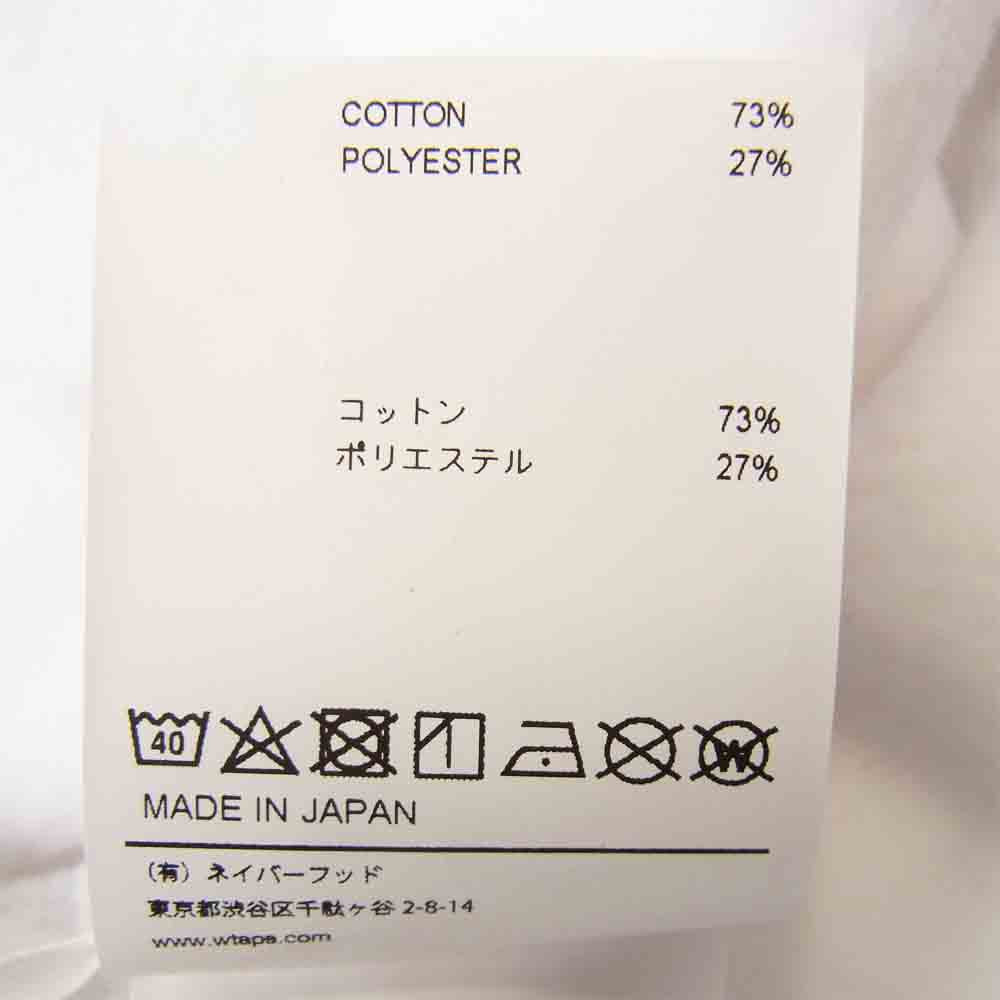 COTTON 73%
POLYESTER 27%
コットン 73%
ポリエステル 27%
40 W
MADE IN JAPAN
(有) ネイバーフッド
東京都渋谷区千駄ヶ谷 2-8-14
www.wtaps.com